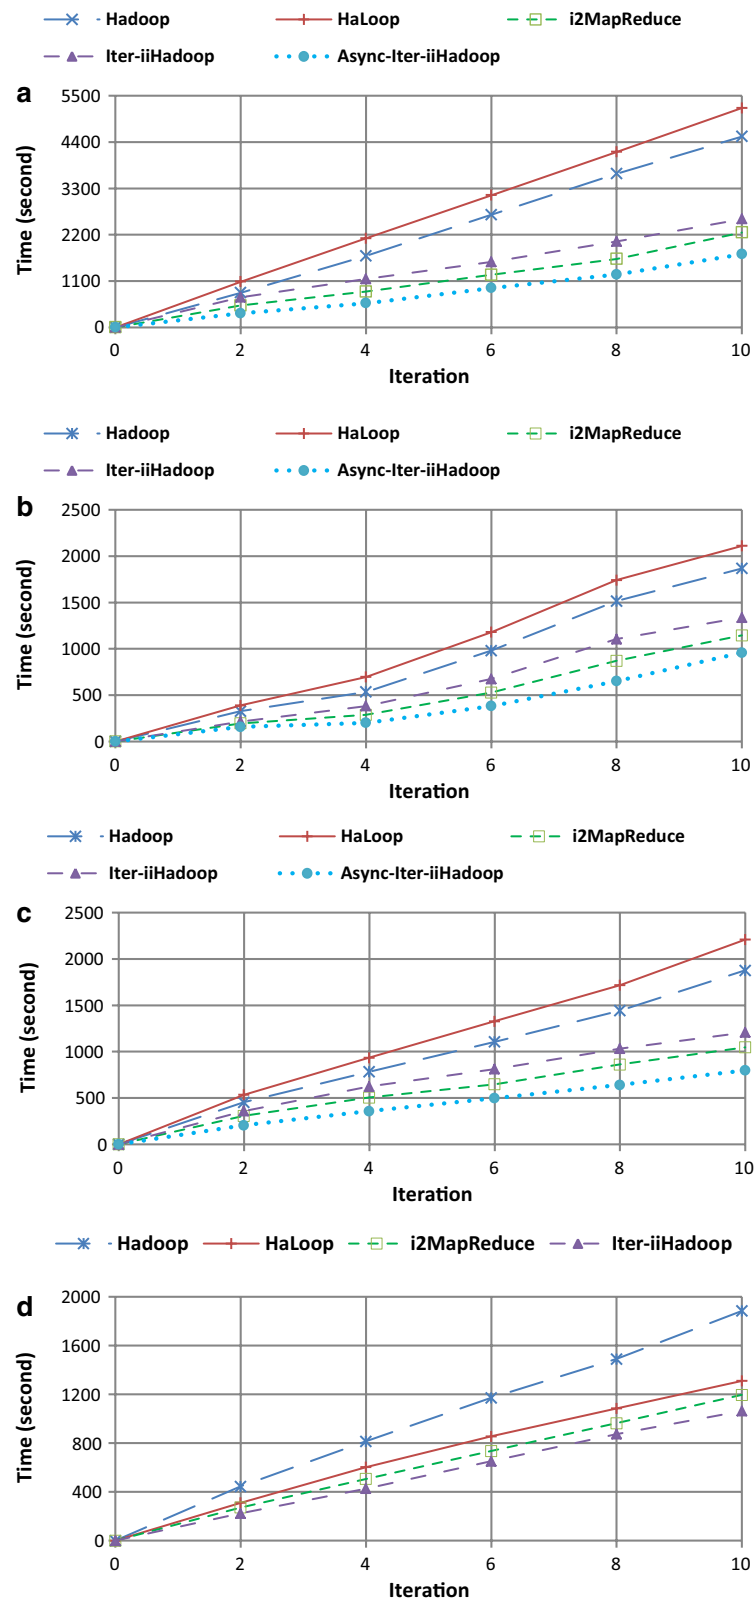 Hadoop HaLoop i2MapReduce
Iter-iiHadoop Async-Iter-iiHadoop
a
Time (second)
5500
4400
3300
2200
1100
0
0 2 4 6 8 10
Iteration
Hadoop HaLoop i2MapReduce
Iter-iiHadoop Async-Iter-iiHadoop
b
Time (second)
2500
2000
1500
1000
500
0
0 2 4 6 8 10
Iteration
Hadoop HaLoop i2MapReduce
Iter-iiHadoop Async-Iter-iiHadoop
c
Time (second)
2500
2000
1500
1000
500
0
0 2 4 6 8 10
Iteration
Hadoop HaLoop i2MapReduce Iter-iiHadoop
d
Time (second)
2000
1600
1200
800
400
0
0 2 4 6 8 10
Iteration